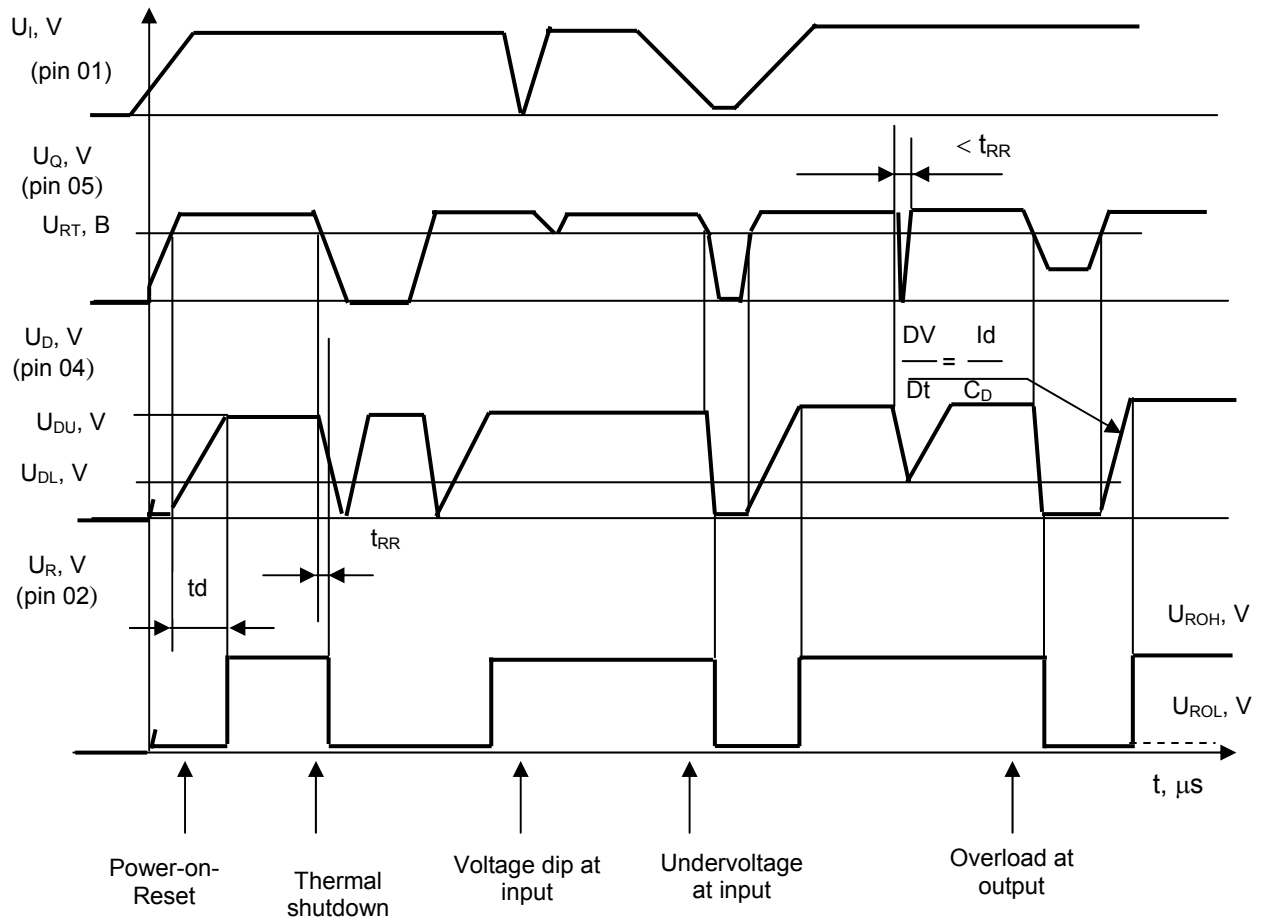 U_I, V
(pin 01)
U_Q, V
(pin 05)
< t_RR
U_RT, B
U_D, V
(pin 04)
DV
Dt
=
Id
C_D
U_DU, V
U_DL, V
t_RR
U_R, V
(pin 02)
td
U_ROH, V
U_ROL, V
t, μs
Power-on-
Reset
Thermal
shutdown
Voltage dip at
input
Undervoltage
at input
Overload at
output